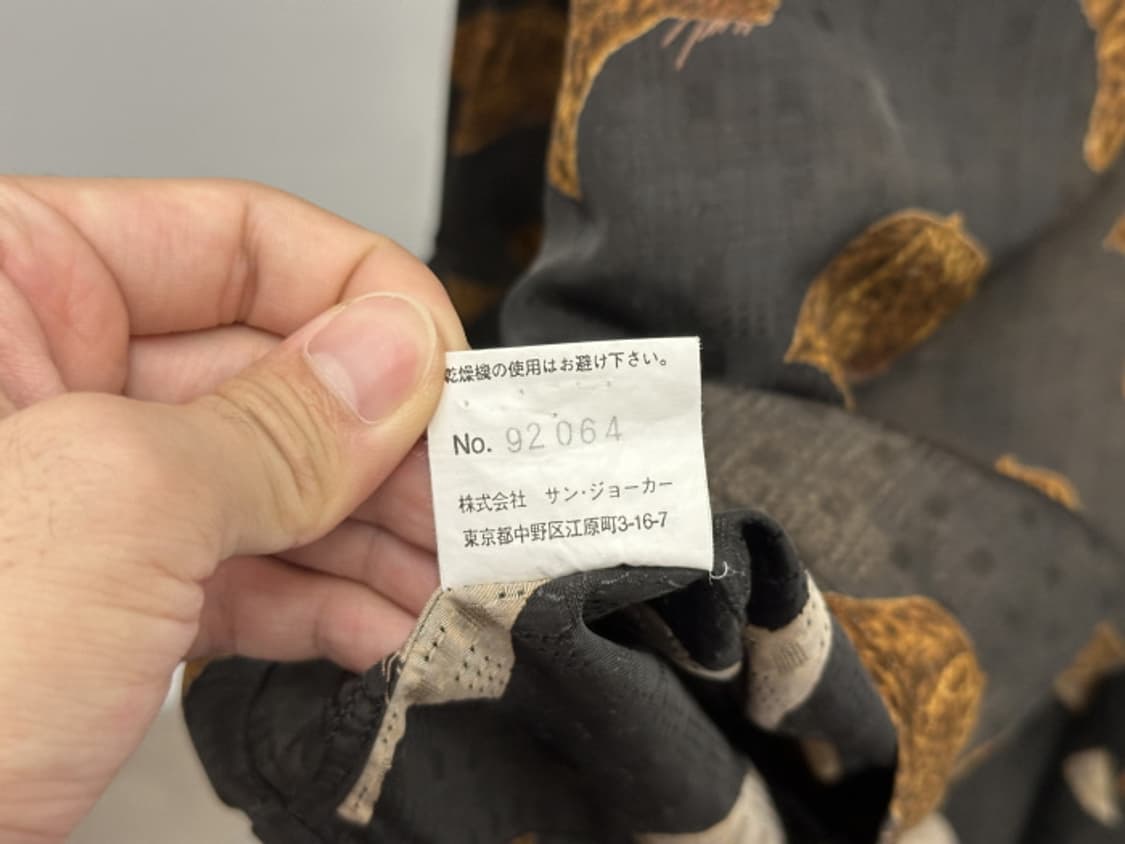 乾燥機の使用はお避け下さい。
No. 92064
株式会社 サン・ジョーカー
東京都中野区江原町3-16-7